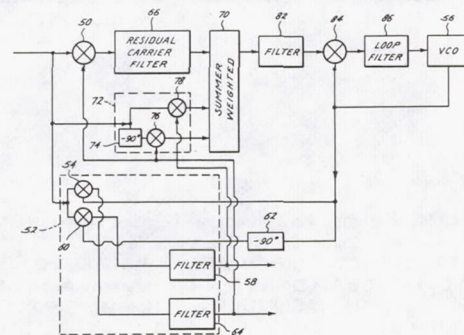 50
66
70
82
84
86
56
RESIDUAL
CARRIER
FILTER
SUMMER
WEIGHTED
FILTER
LOOP
FILTER
VCO
72
78
76
74
-90°
54
52
60
62
-90°
FILTER
58
FILTER
64